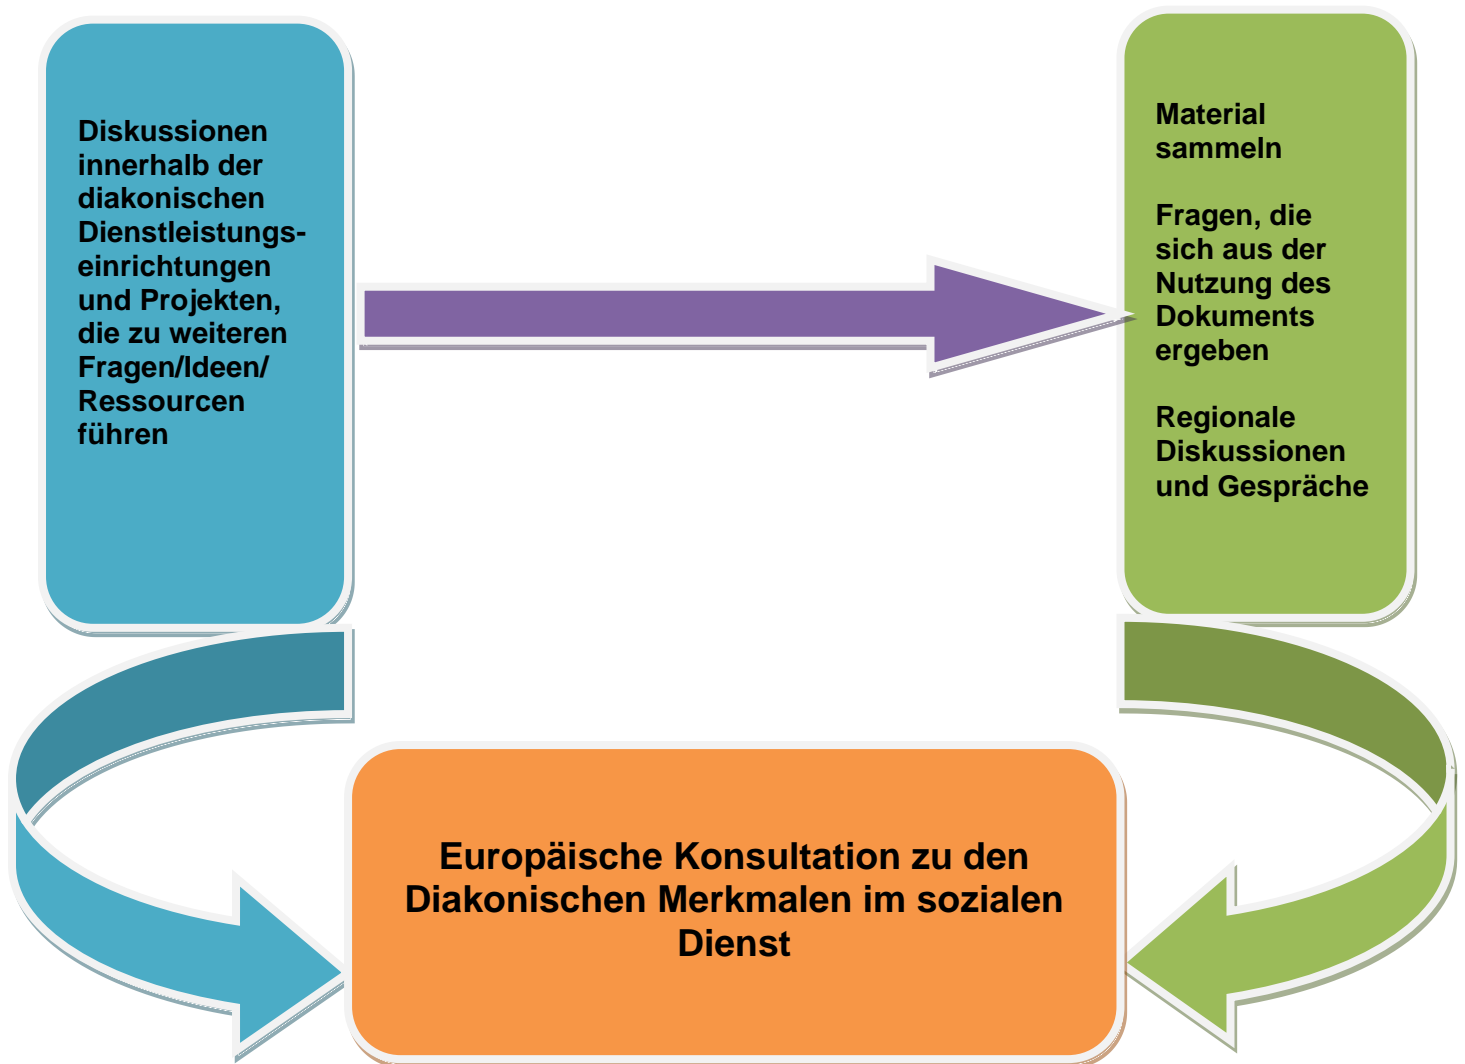 Diskussionen
innerhalb der
diakonischen
Dienstleistungs-
einrichtungen
und Projekten,
die zu weiteren
Fragen/Ideen/
Ressourcen
führen
Material
sammeln
Fragen, die
sich aus der
Nutzung des
Dokuments
ergeben
Regionale
Diskussionen
und Gespräche
Europäische Konsultation zu den
Diakonischen Merkmalen im sozialen
Dienst